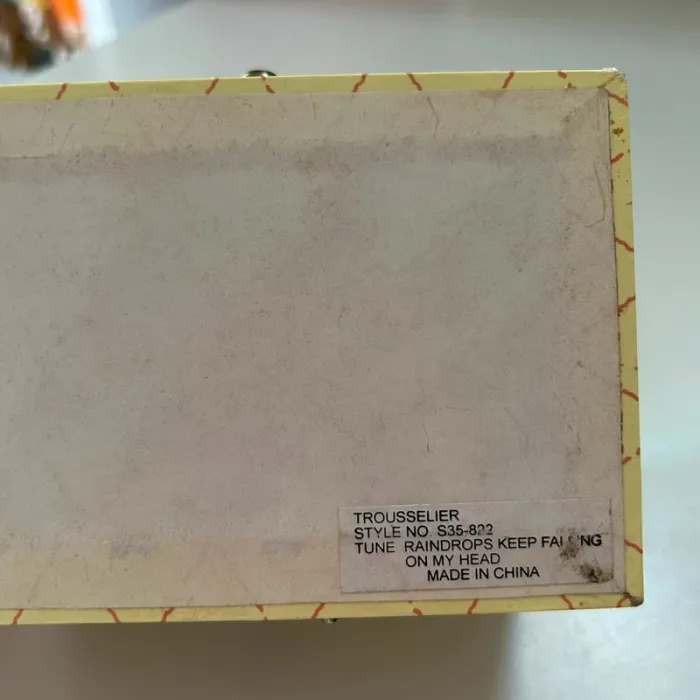 TROUSSELIER
STYLE NO. S35-822
TUNE RAINDROPS KEEP FALLING
ON MY HEAD
MADE IN CHINA